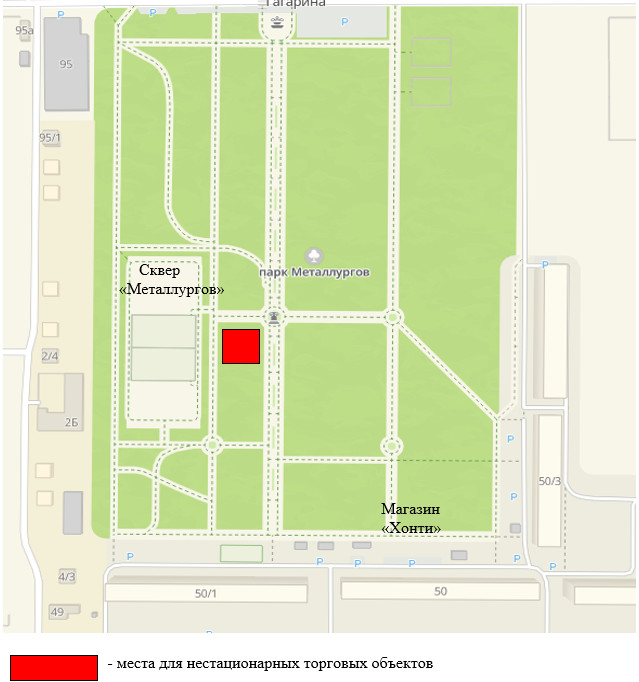 Гагарина
P
P
P
95а
95
95/1
Сквер
«Металлургов»
парк Металлургов
P
2/4
2Б
P
50/3
P
Магазин
«Хонти»
P
P
P
P
P
P
4/3
50/1
50
49
- места для нестационарных торговых объектов